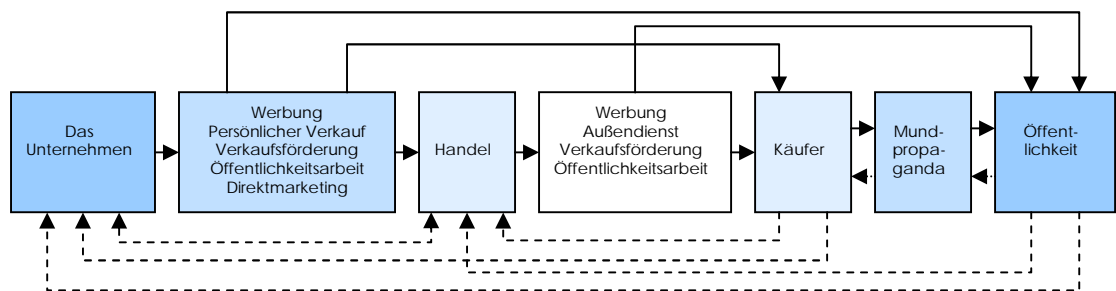 Das
Unternehmen
Werbung
Persönlicher Verkauf
Verkaufsförderung
Öffentlichkeitsarbeit
Direktmarketing
Handel
Werbung
Außendienst
Verkaufsförderung
Öffentlichkeitsarbeit
Käufer
Mund-
propa-
ganda
Öffent-
lichkeit